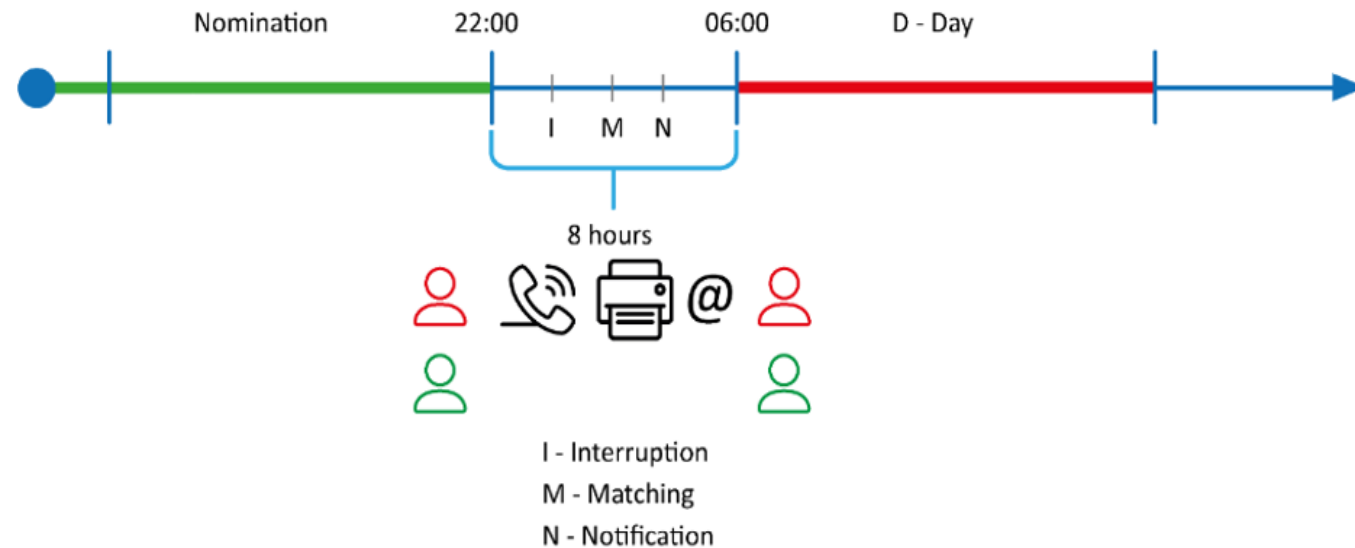 Nomination 22:00 06:00 D - Day
I M N
8 hours
@
I - Interruption
M - Matching
N - Notification